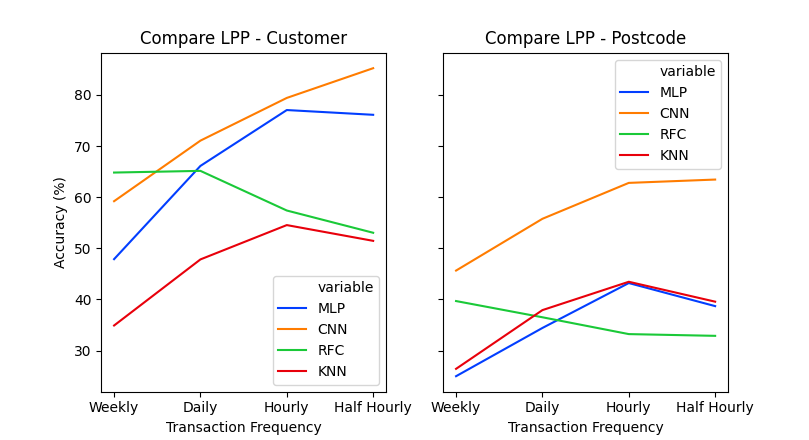 Compare LPP - Customer
Accuracy (%)
80
70
60
50
40
30
variable
MLP
CNN
RFC
KNN
Weekly Daily Hourly Half Hourly
Transaction Frequency
Compare LPP - Postcode
variable
MLP
CNN
RFC
KNN
Weekly Daily Hourly Half Hourly
Transaction Frequency